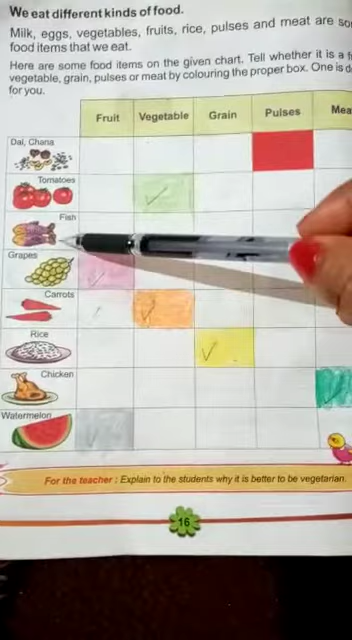 We eat different kinds of food.
Milk, eggs, vegetables, fruits, rice, pulses and meat are so
food items that we eat.
Here are some food items on the given chart. Tell whether it is a f
vegetable, grain, pulses or meat by colouring the proper box. One is d
for you.
Fruit Vegetable Grain Pulses Mea
Dal, Chana
Tomatoes
Fish
Grapes
Carrots
Rice
Chicken
Watermelon
For the teacher : Explain to the students why it is better to be vegetarian.
16